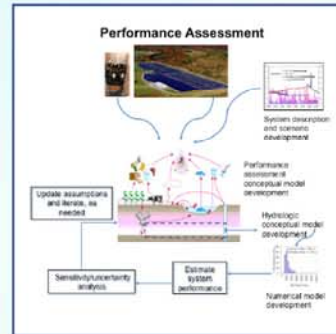 Performance Assessment
System description
and scenario
development
Performance
assessment
conceptual model
development
Update assumptions
and iterate, as
needed
Hydrologic
conceptual model
development
Estimate
system
performance
Sensitivity/uncertainty
analysis
Numerical model
development